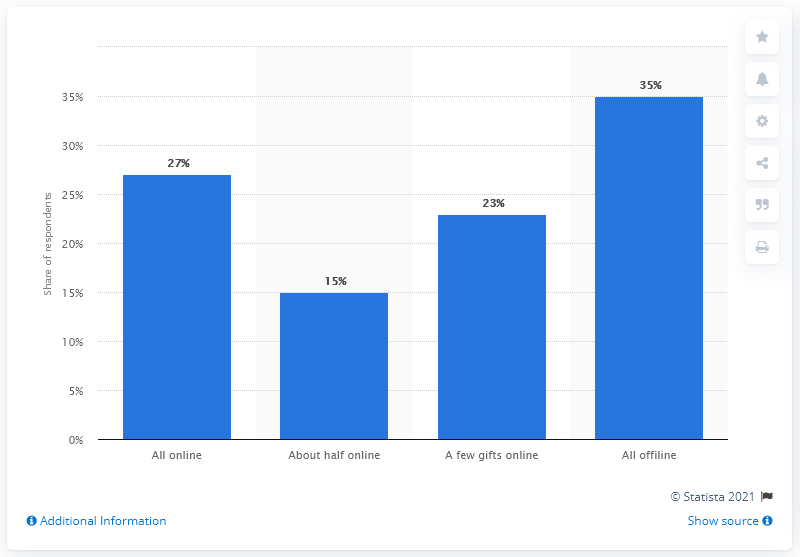 35%
30%
25%
20%
15%
10%
5%
0%
Share of respondents
27%
15%
23%
35%
All online
About half online
A few gifts online
All offiline
© Statista 2021
Additional Information
Show source